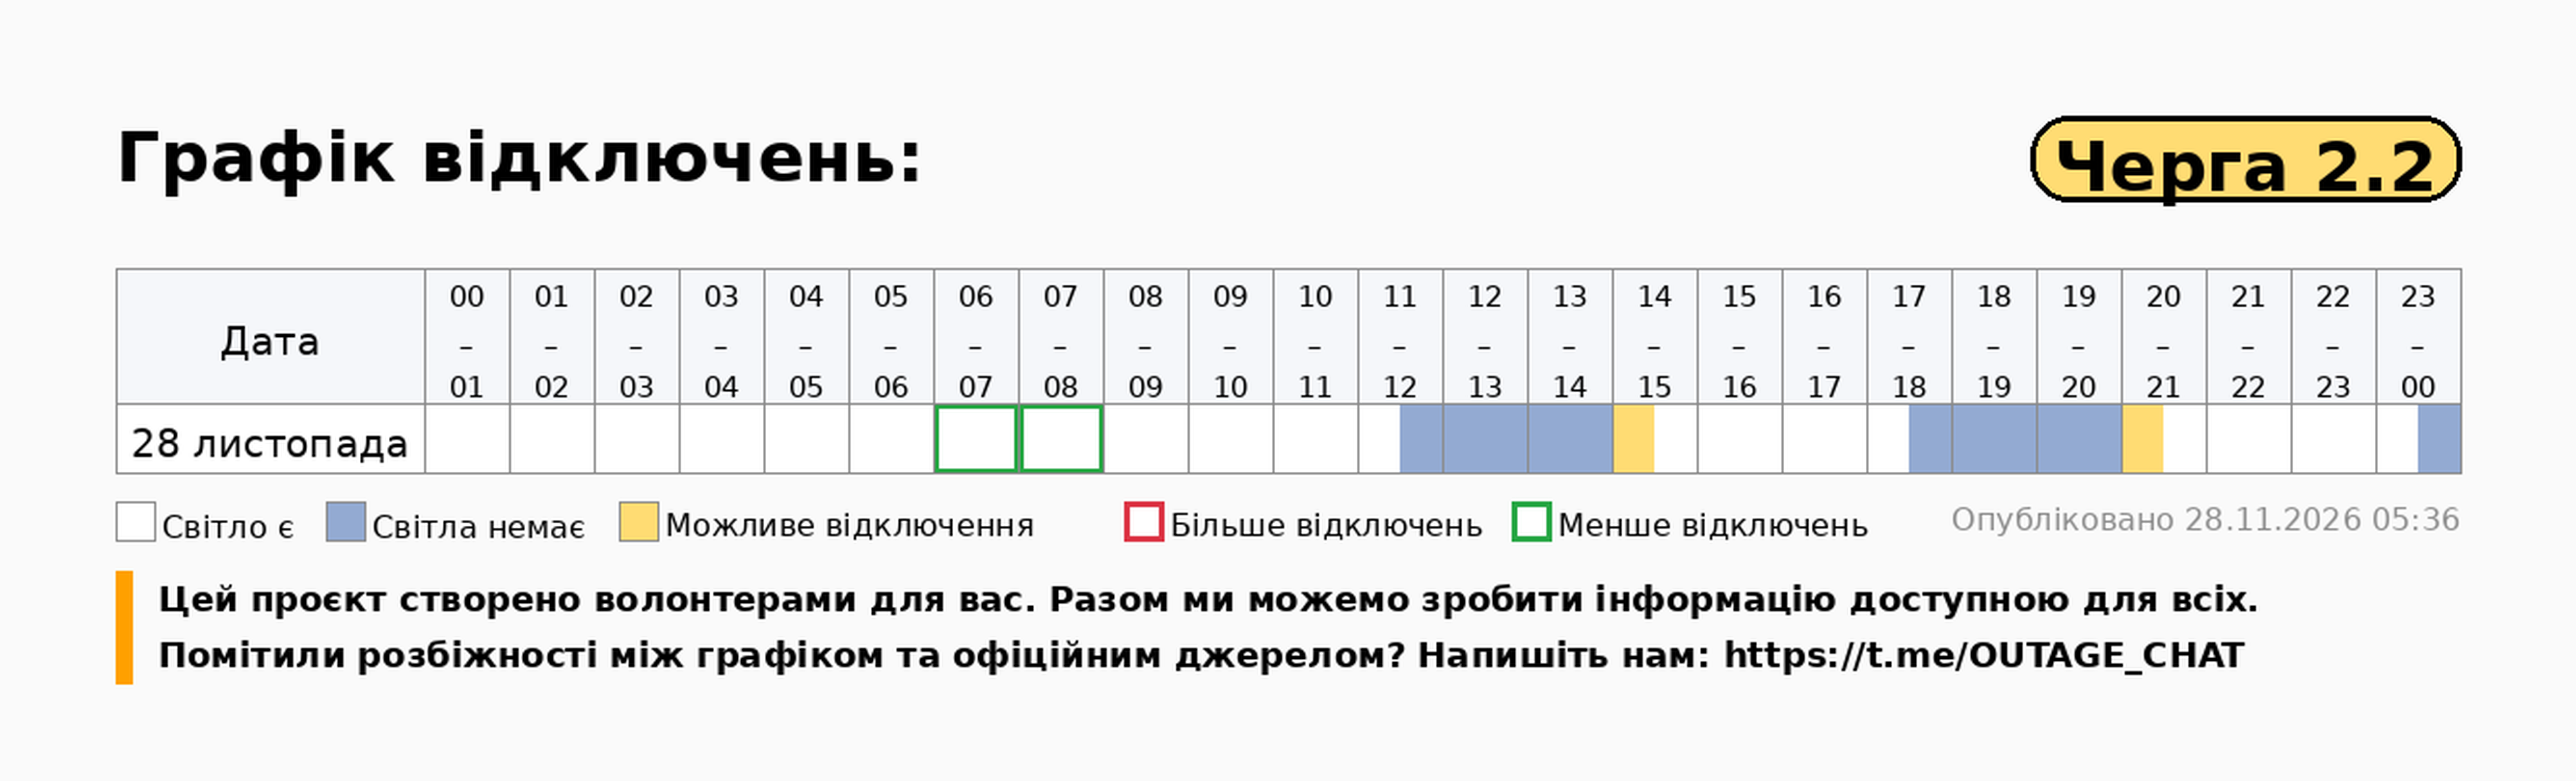 Графік відключень:
Черга 2.2
Дата 00 – 01 01 – 02 02 – 03 03 – 04 04 – 05 05 – 06 06 – 07 07 – 08 08 – 09 09 – 10 10 – 11 11 – 12 12 – 13 13 – 14 14 – 15 15 – 16 16 – 17 17 – 18 18 – 19 19 – 20 20 – 21 21 – 22 22 – 23 23 – 00
28 листопада
Світло є Світла немає Можливе відключення Більше відключень Менше відключень Опубліковано 28.11.2026 05:36
Цей проєкт створено волонтерами для вас. Разом ми можемо зробити інформацію доступною для всіх.
Помітили розбіжності між графіком та офіційним джерелом? Напишіть нам: https://t.me/OUTAGE_CHAT